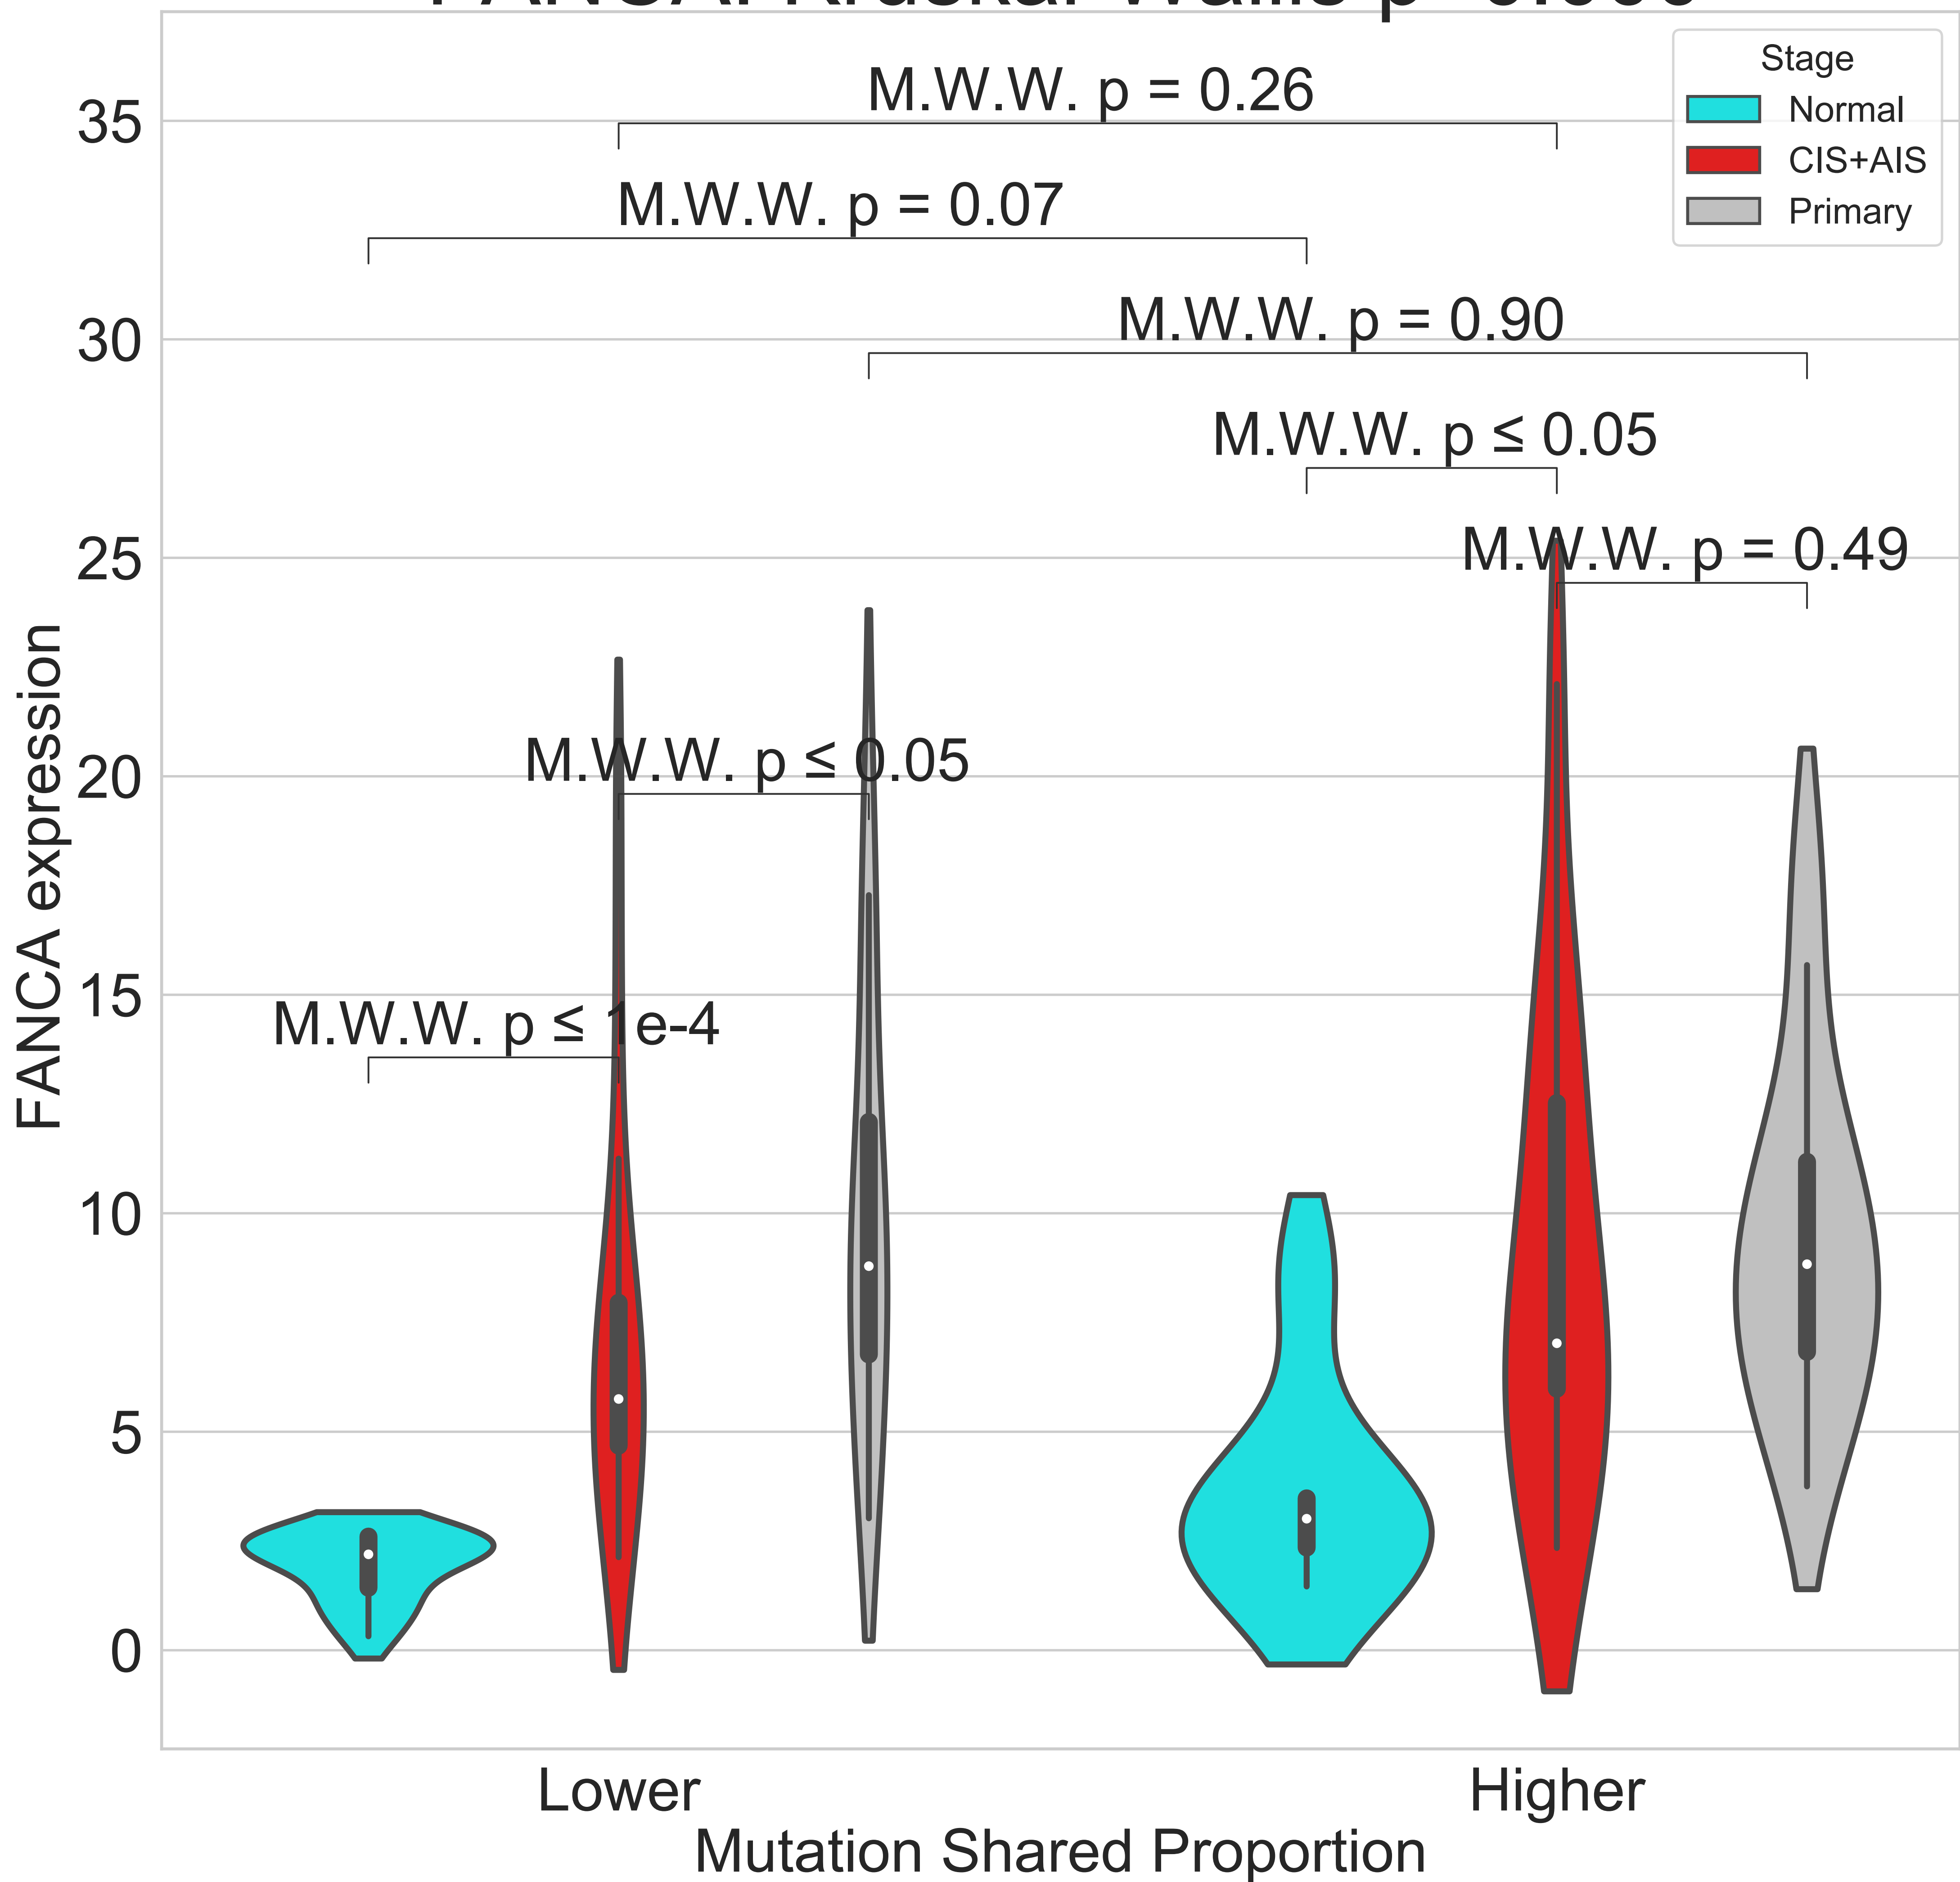 M.W.W. p = 0.26
Stage
Normal
CIS+AIS
Primary
35
M.W.W. p = 0.07
M.W.W. p = 0.90
30
M.W.W. p ≤ 0.05
M.W.W. p = 0.49
25
M.W.W. p ≤ 0.05
20
M.W.W. p ≤ 1e-4
15
10
5
0
FANCA expression
Lower
Higher
Mutation Shared Proportion